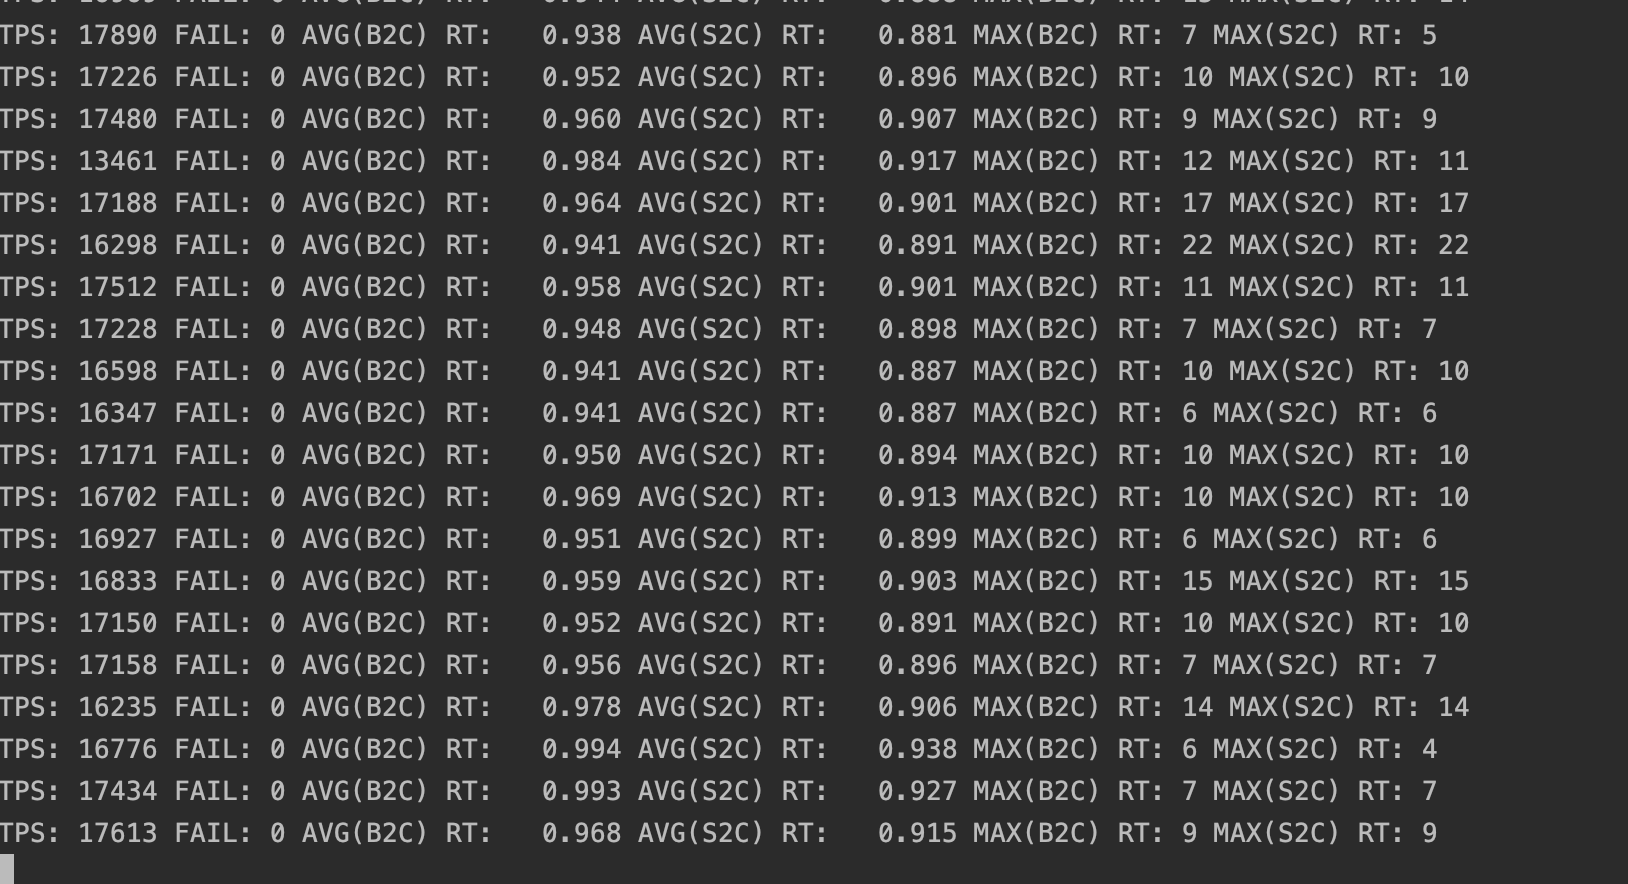 TPS: 17890 FAIL: 0 AVG(B2C) RT:   0.938 AVG(S2C) RT:   0.881 MAX(B2C) RT: 7 MAX(S2C) RT: 5
TPS: 17226 FAIL: 0 AVG(B2C) RT:   0.952 AVG(S2C) RT:   0.896 MAX(B2C) RT: 10 MAX(S2C) RT: 10
TPS: 17480 FAIL: 0 AVG(B2C) RT:   0.960 AVG(S2C) RT:   0.907 MAX(B2C) RT: 9 MAX(S2C) RT: 9
TPS: 13461 FAIL: 0 AVG(B2C) RT:   0.984 AVG(S2C) RT:   0.917 MAX(B2C) RT: 12 MAX(S2C) RT: 11
TPS: 17188 FAIL: 0 AVG(B2C) RT:   0.964 AVG(S2C) RT:   0.901 MAX(B2C) RT: 17 MAX(S2C) RT: 17
TPS: 16298 FAIL: 0 AVG(B2C) RT:   0.941 AVG(S2C) RT:   0.891 MAX(B2C) RT: 22 MAX(S2C) RT: 22
TPS: 17512 FAIL: 0 AVG(B2C) RT:   0.958 AVG(S2C) RT:   0.901 MAX(B2C) RT: 11 MAX(S2C) RT: 11
TPS: 17228 FAIL: 0 AVG(B2C) RT:   0.948 AVG(S2C) RT:   0.898 MAX(B2C) RT: 7 MAX(S2C) RT: 7
TPS: 16598 FAIL: 0 AVG(B2C) RT:   0.941 AVG(S2C) RT:   0.887 MAX(B2C) RT: 10 MAX(S2C) RT: 10
TPS: 16347 FAIL: 0 AVG(B2C) RT:   0.941 AVG(S2C) RT:   0.887 MAX(B2C) RT: 6 MAX(S2C) RT: 6
TPS: 17171 FAIL: 0 AVG(B2C) RT:   0.950 AVG(S2C) RT:   0.894 MAX(B2C) RT: 10 MAX(S2C) RT: 10
TPS: 16702 FAIL: 0 AVG(B2C) RT:   0.969 AVG(S2C) RT:   0.913 MAX(B2C) RT: 10 MAX(S2C) RT: 10
TPS: 16927 FAIL: 0 AVG(B2C) RT:   0.951 AVG(S2C) RT:   0.899 MAX(B2C) RT: 6 MAX(S2C) RT: 6
TPS: 16833 FAIL: 0 AVG(B2C) RT:   0.959 AVG(S2C) RT:   0.903 MAX(B2C) RT: 15 MAX(S2C) RT: 15
TPS: 17150 FAIL: 0 AVG(B2C) RT:   0.952 AVG(S2C) RT:   0.891 MAX(B2C) RT: 10 MAX(S2C) RT: 10
TPS: 17158 FAIL: 0 AVG(B2C) RT:   0.956 AVG(S2C) RT:   0.896 MAX(B2C) RT: 7 MAX(S2C) RT: 7
TPS: 16235 FAIL: 0 AVG(B2C) RT:   0.978 AVG(S2C) RT:   0.906 MAX(B2C) RT: 14 MAX(S2C) RT: 14
TPS: 16776 FAIL: 0 AVG(B2C) RT:   0.994 AVG(S2C) RT:   0.938 MAX(B2C) RT: 6 MAX(S2C) RT: 4
TPS: 17434 FAIL: 0 AVG(B2C) RT:   0.993 AVG(S2C) RT:   0.927 MAX(B2C) RT: 7 MAX(S2C) RT: 7
TPS: 17613 FAIL: 0 AVG(B2C) RT:   0.968 AVG(S2C) RT:   0.915 MAX(B2C) RT: 9 MAX(S2C) RT: 9